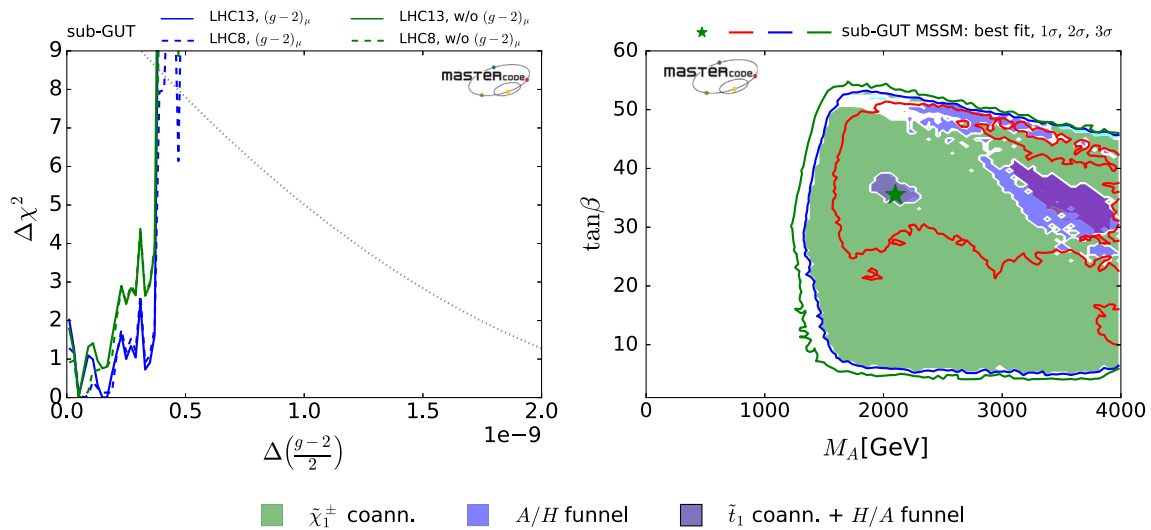 sub-GUT
LHC13, (g−2)μ
LHC8, (g−2)μ
LHC13, w/o (g−2)μ
LHC8, w/o (g−2)μ
MASTERCODE
9
8
7
6
5
4
3
2
1
0
Δχ²
0.0 0.5 1.0 1.5 2.0
1e−9
Δ(g−2/2)
sub-GUT MSSM: best fit, 1σ, 2σ, 3σ
MASTERCODE
60
50
40
30
20
10
tanβ
0 1000 2000 3000 4000
M_A[GeV]
χ̃₁± coann.
A/H funnel
t̃₁ coann. + H/A funnel